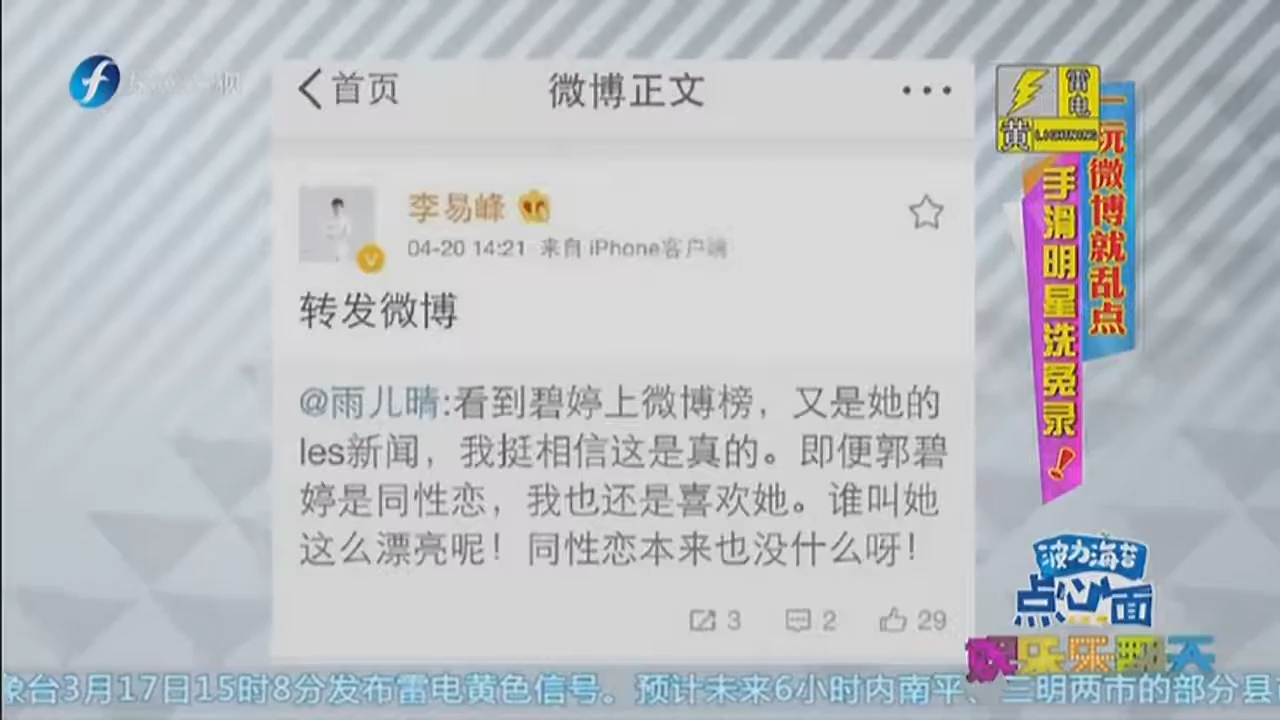 首页
微博正文
李易峰
04-20 14:21 来自 iPhone客户端
转发微博
@雨儿晴:看到碧婷上微博榜，又是她的
les新闻，我挺相信这是真的。即便郭碧
婷是同性恋，我也还是喜欢她。谁叫她
这么漂亮呢！同性恋本来也没什么呀！
3
2
29
雷电
黄
LIGHTNING
一玩微博就乱点
手滑明星洗冤录！
波力海苔
点心面
娱乐乐翻天
象台3月17日15时8分发布雷电黄色信号。预计未来6小时内南平、三明两市的部分县